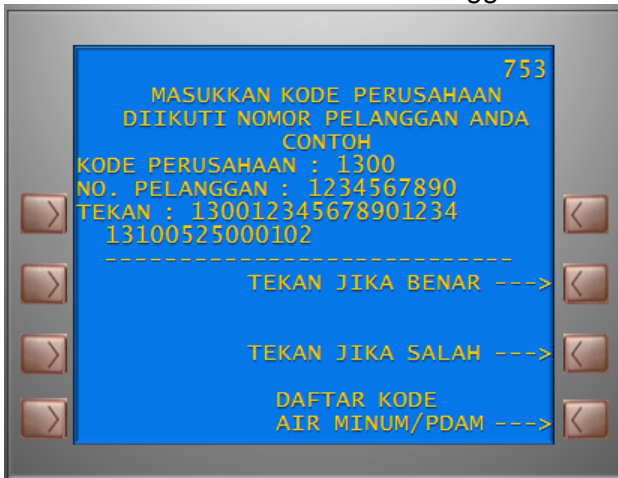 753
MASUKKAN KODE PERUSAHAAN
DIIKUTI NOMOR PELANGGAN ANDA
CONTOH
KODE PERUSAHAAN : 1300
NO. PELANGGAN : 1234567890
TEKAN : 130012345678901234
13100525000102
----------------------------
TEKAN JIKA BENAR --->
TEKAN JIKA SALAH --->
DAFTAR KODE
AIR MINUM/PDAM --->